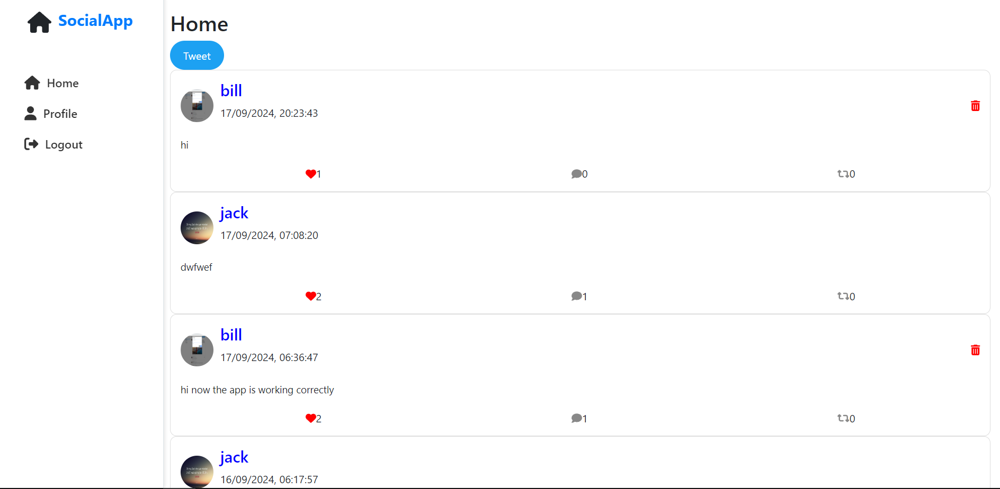 SocialApp
Home
Profile
Logout
Home
Tweet
bill
17/09/2024, 20:23:43
hi
1
0
0
jack
17/09/2024, 07:08:20
dwfwef
2
1
0
bill
17/09/2024, 06:36:47
hi now the app is working correctly
2
1
0
jack
16/09/2024, 06:17:57